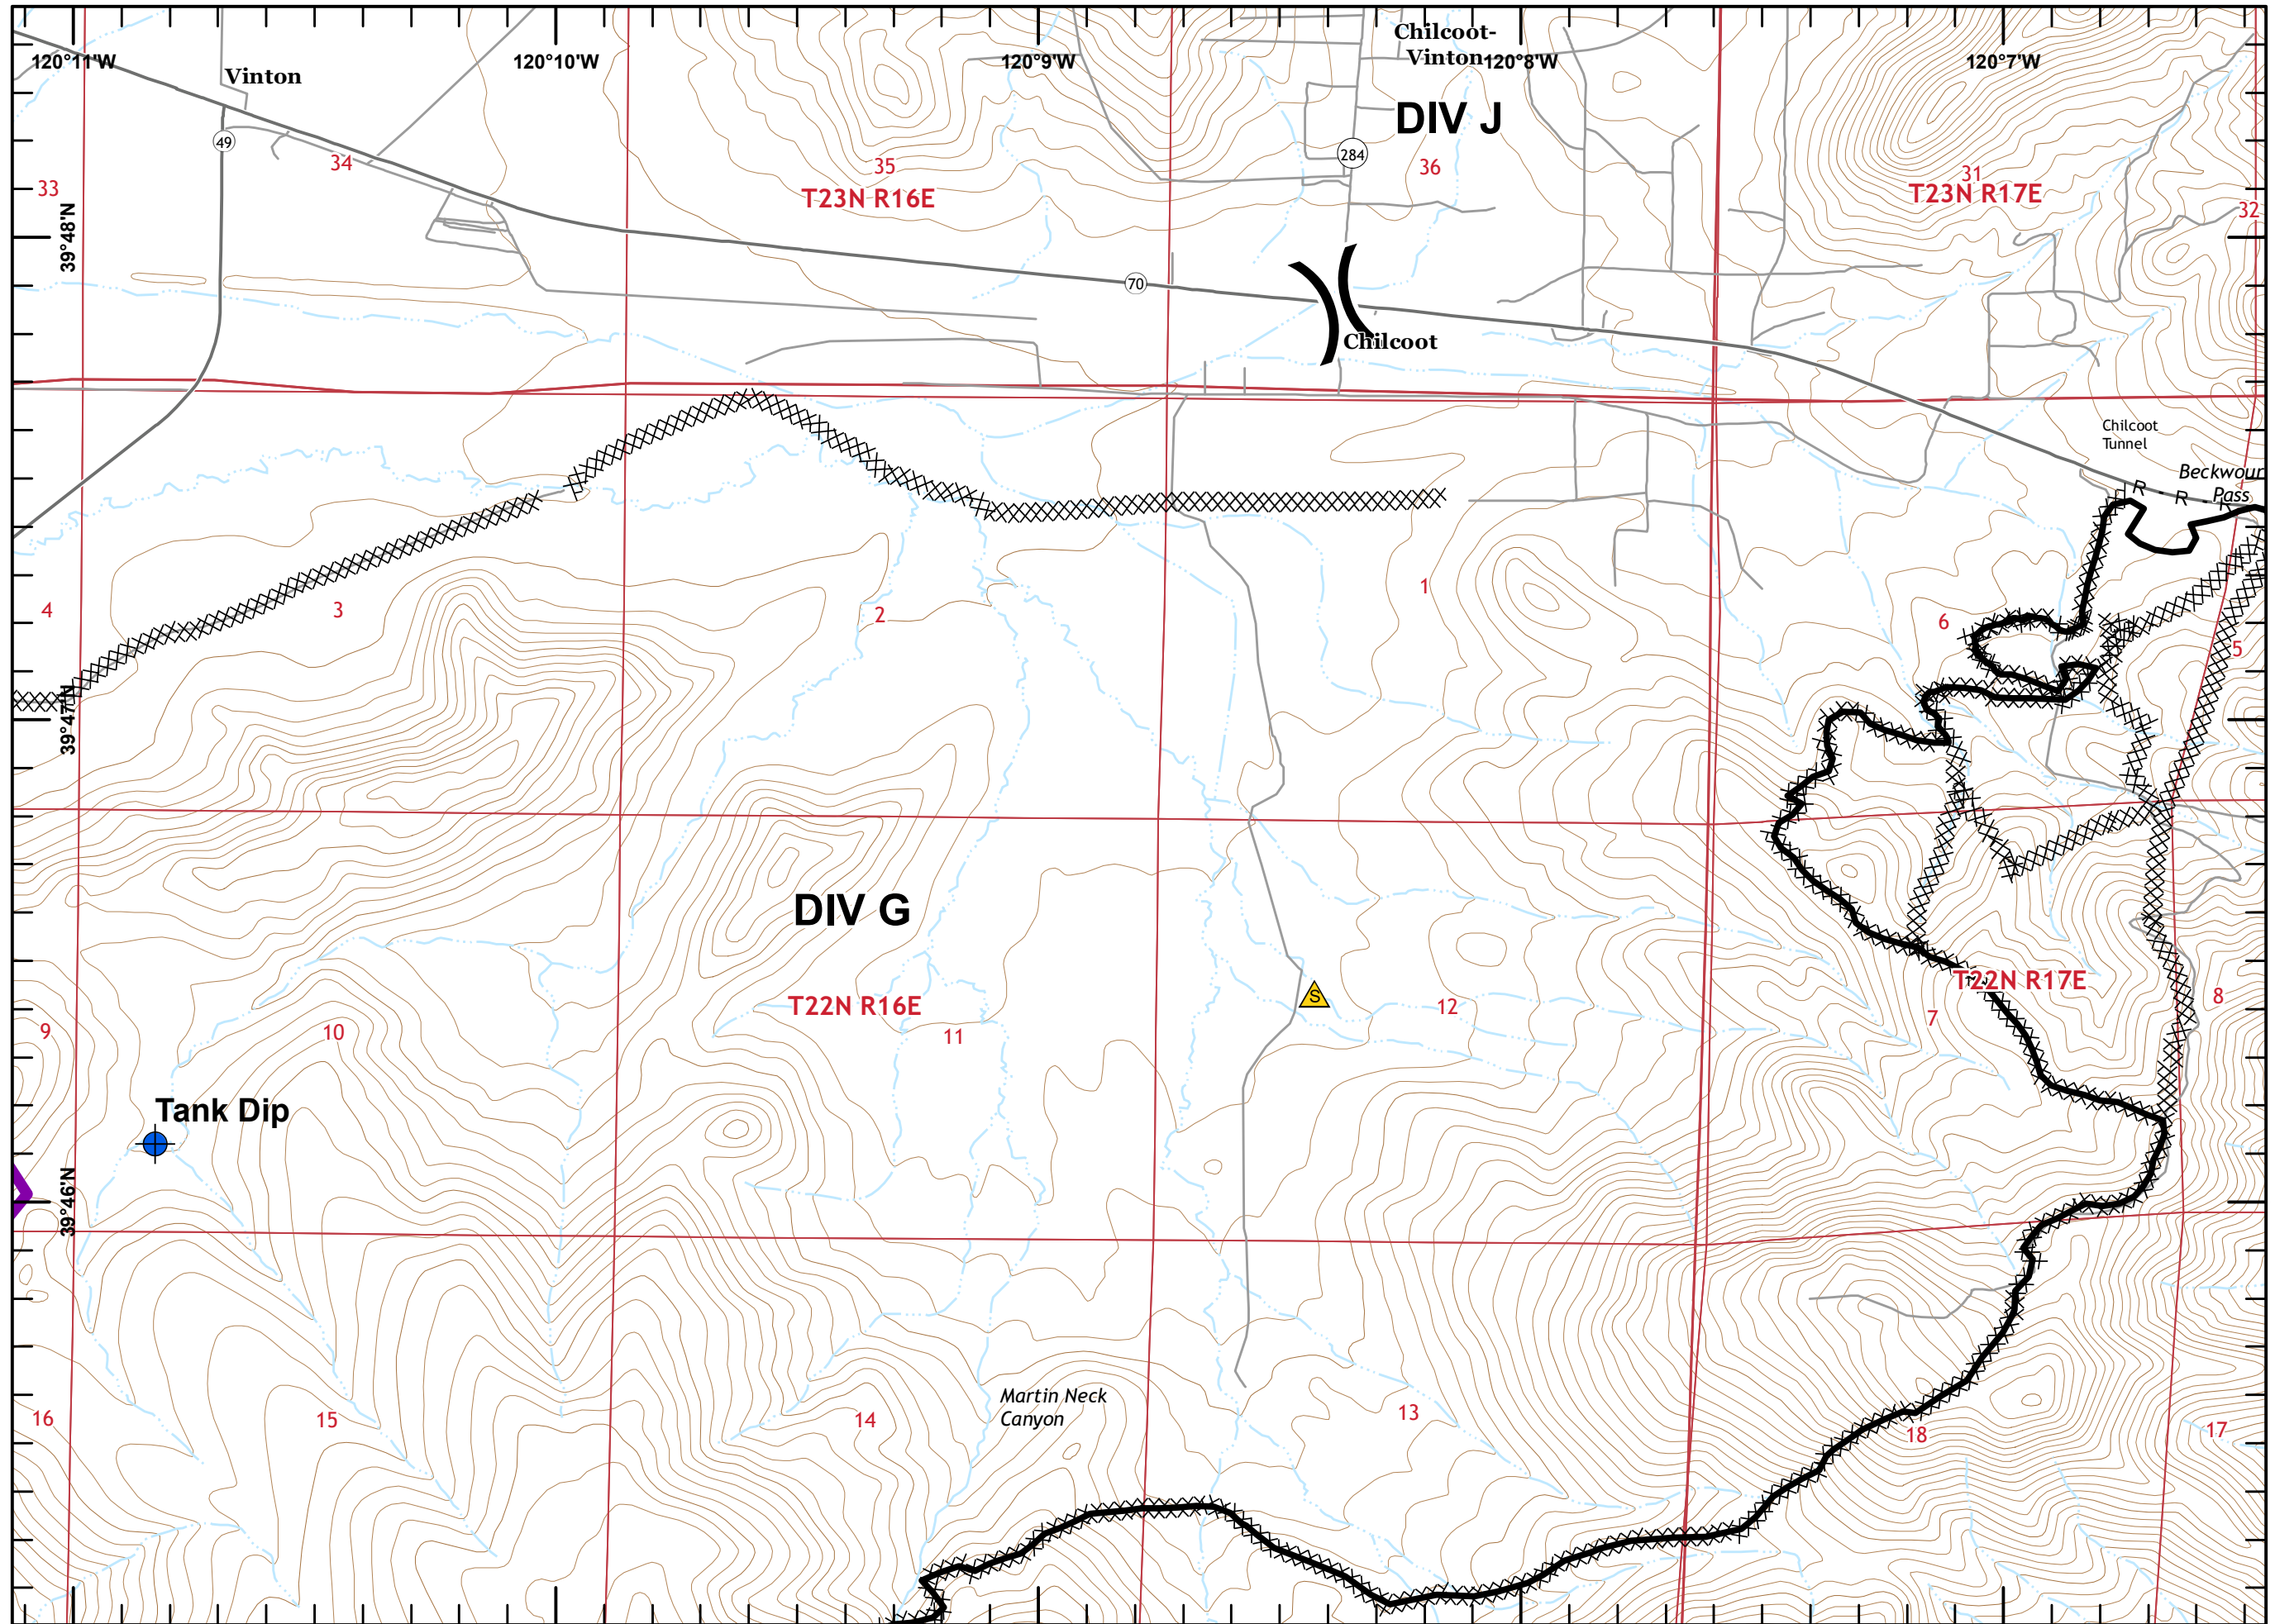 Chilcoot-
Vinton
120°11'W
120°10'W
120°9'W
120°8'W
120°7'W
Vinton
DIV J
49
284
34
35
36
31
33
T23N R16E
T23N R17E
32
39°48'N
70
Chilcoot
Chilcoot
Tunnel
Beckwour
Pass
R - R - R
4
3
2
1
6
5
39°47'N
DIV G
T22N R16E
T22N R17E
S
9
10
11
12
7
8
Tank Dip
39°46'N
Martin Neck
Canyon
16
15
14
13
18
17